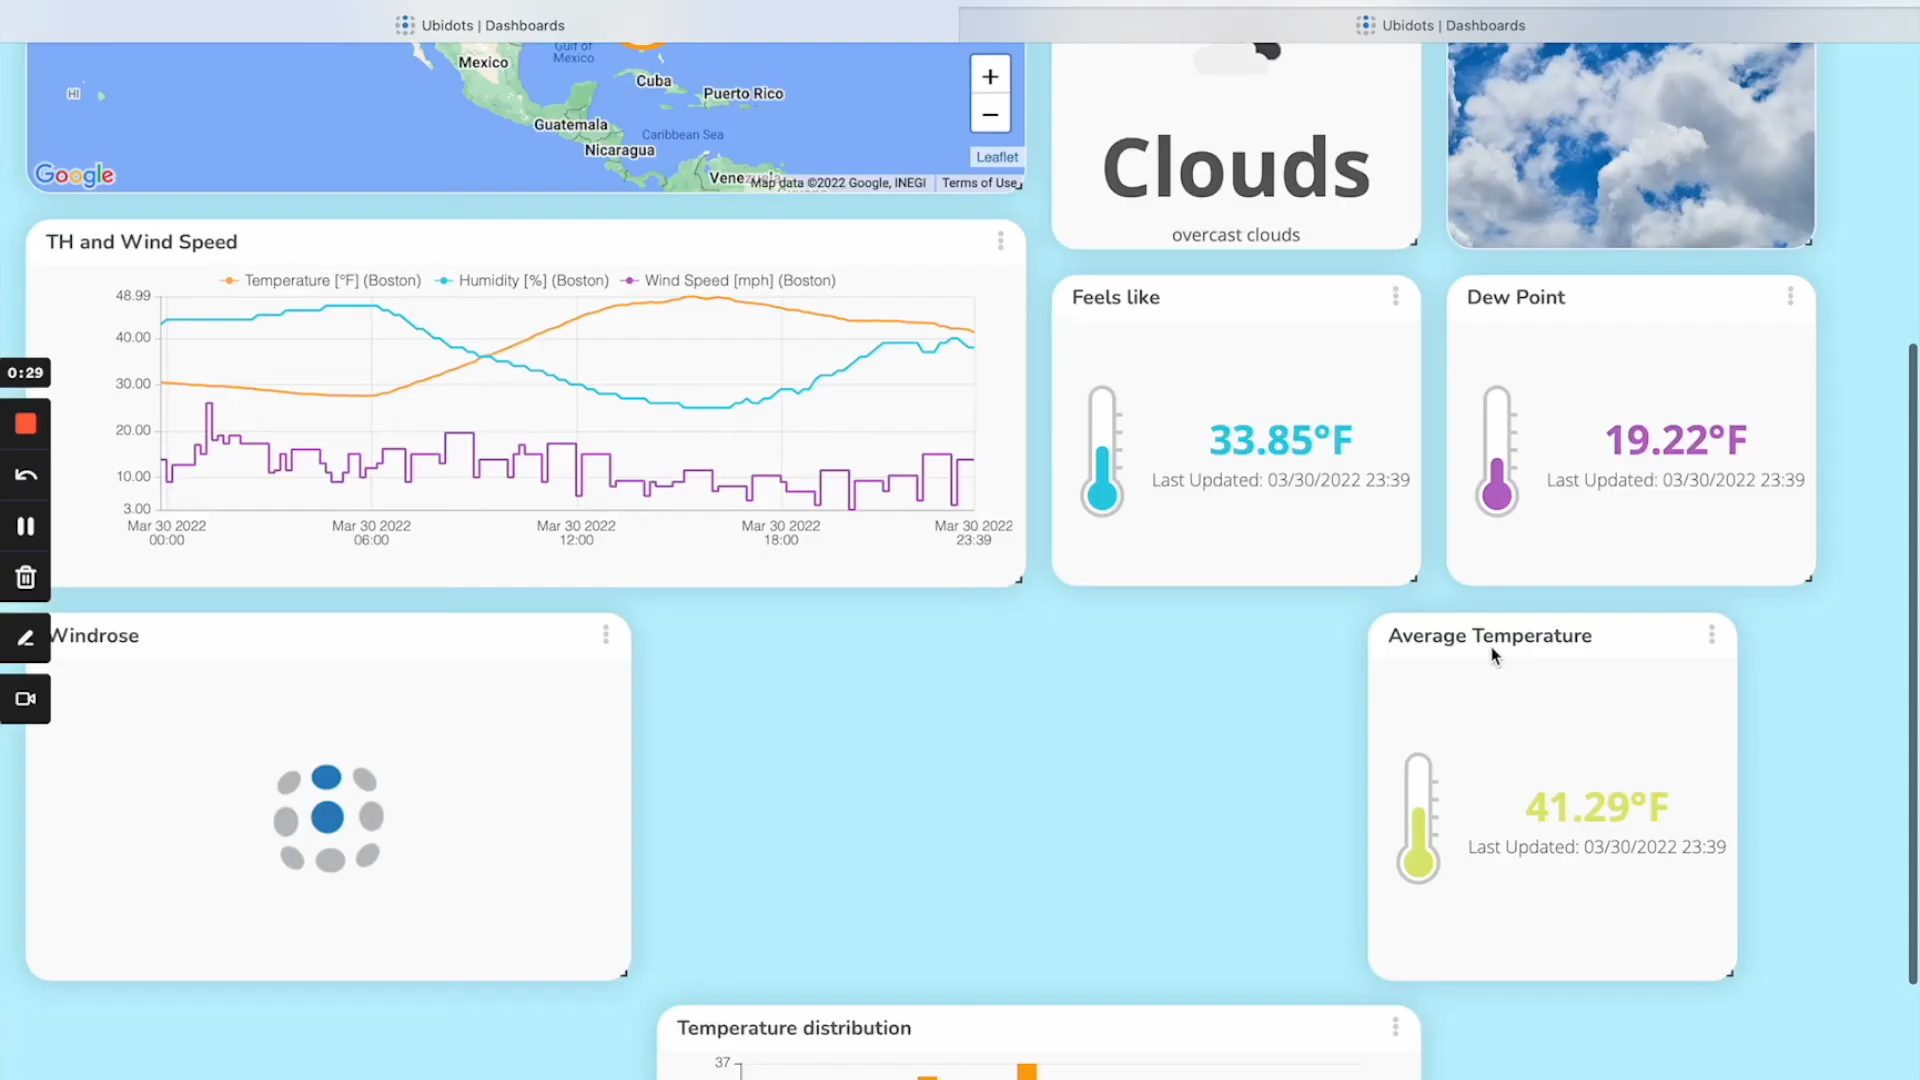 Ubidots | Dashboards
Ubidots | Dashboards
Gulf of
Mexico
Mexico
Cuba
HI
Puerto Rico
Guatemala
Caribbean Sea
Nicaragua
Leaflet
Google
Map data ©2022 Google, INEGI
Terms of Use
Clouds
overcast clouds
TH and Wind Speed
Temperature [°F] (Boston) Humidity [%] (Boston) Wind Speed [mph] (Boston)
48.99
40.00
30.00
20.00
10.00
3.00
Mar 30 2022
00:00
Mar 30 2022
06:00
Mar 30 2022
12:00
Mar 30 2022
18:00
Mar 30 2022
23:39
Feels like
33.85°F
Last Updated: 03/30/2022 23:39
Dew Point
19.22°F
Last Updated: 03/30/2022 23:39
0:29
Windrose
Average Temperature
41.29°F
Last Updated: 03/30/2022 23:39
Temperature distribution
37